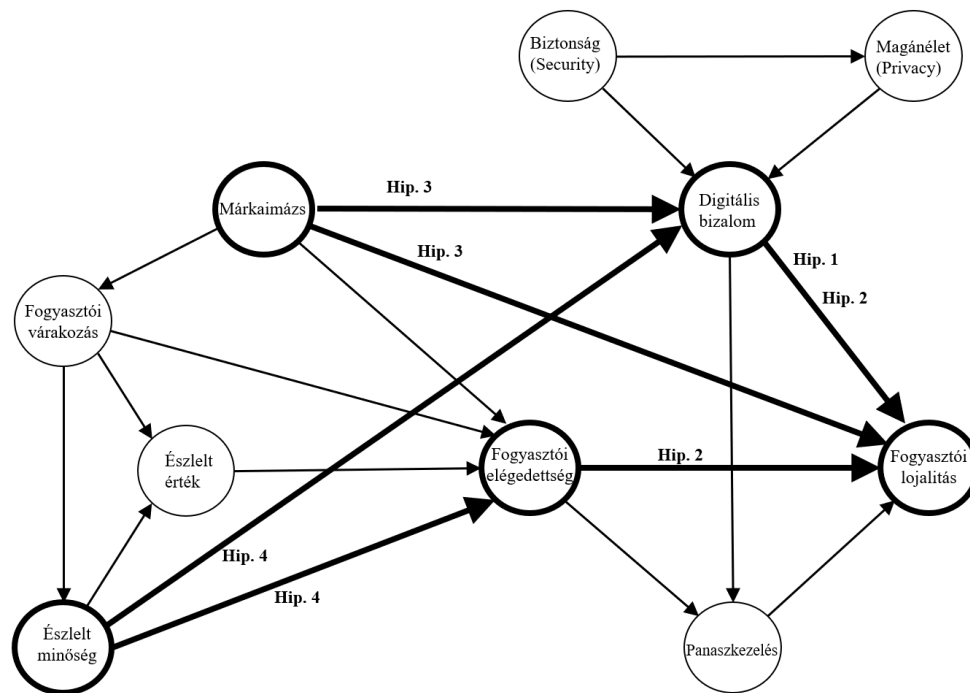 Biztonság
(Security)
Magánélet
(Privacy)
Márkaimázs
Hip. 3
Digitális
bizalom
Hip. 3
Hip. 1
Hip. 2
Fogyasztói
várakozás
Észlelt
érték
Fogyasztói
elégedettség
Hip. 2
Fogyasztói
lojalitás
Hip. 4
Hip. 4
Észlelt
minőség
Panaszkezelés